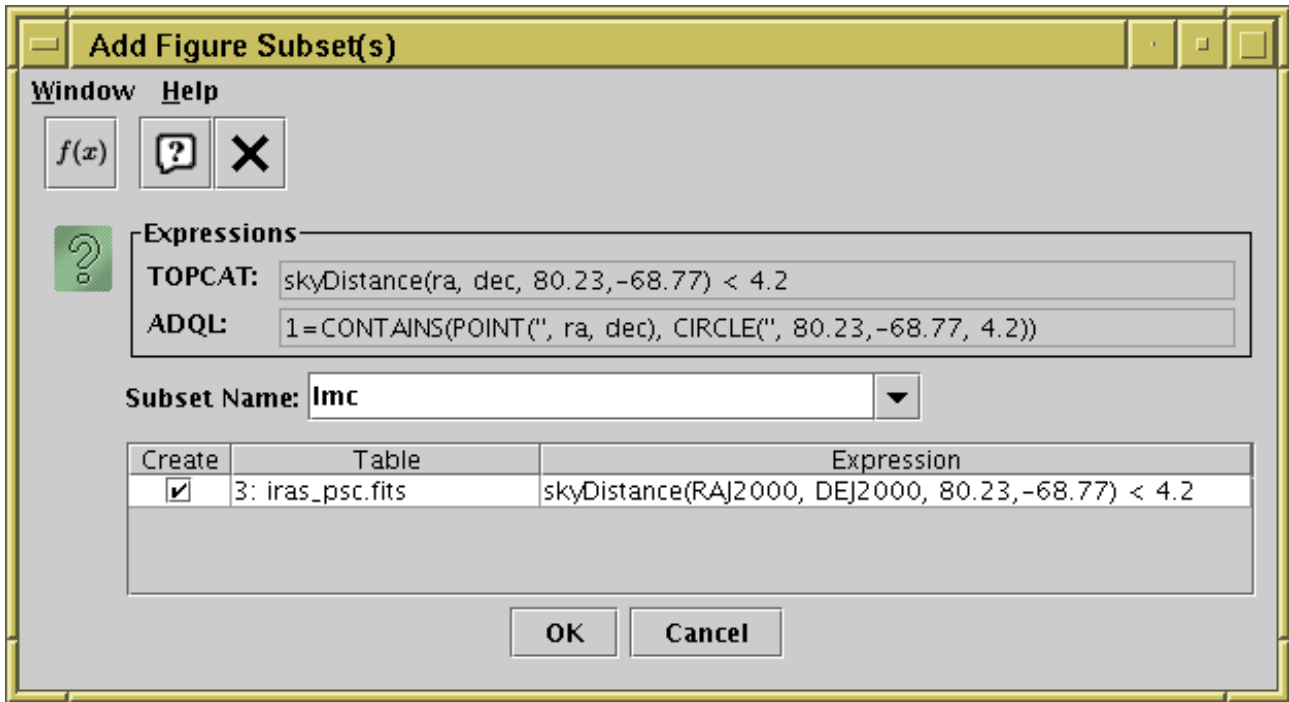 Add Figure Subset(s)
Window Help
f(x)
Expressions
TOPCAT: skyDistance(ra, dec, 80.23,-68.77) < 4.2
ADQL: 1=CONTAINS(POINT('', ra, dec), CIRCLE('', 80.23,-68.77, 4.2))
Subset Name: lmc
Create Table Expression
3: iras_psc.fits skyDistance(RAJ2000, DEJ2000, 80.23,-68.77) < 4.2
OK Cancel